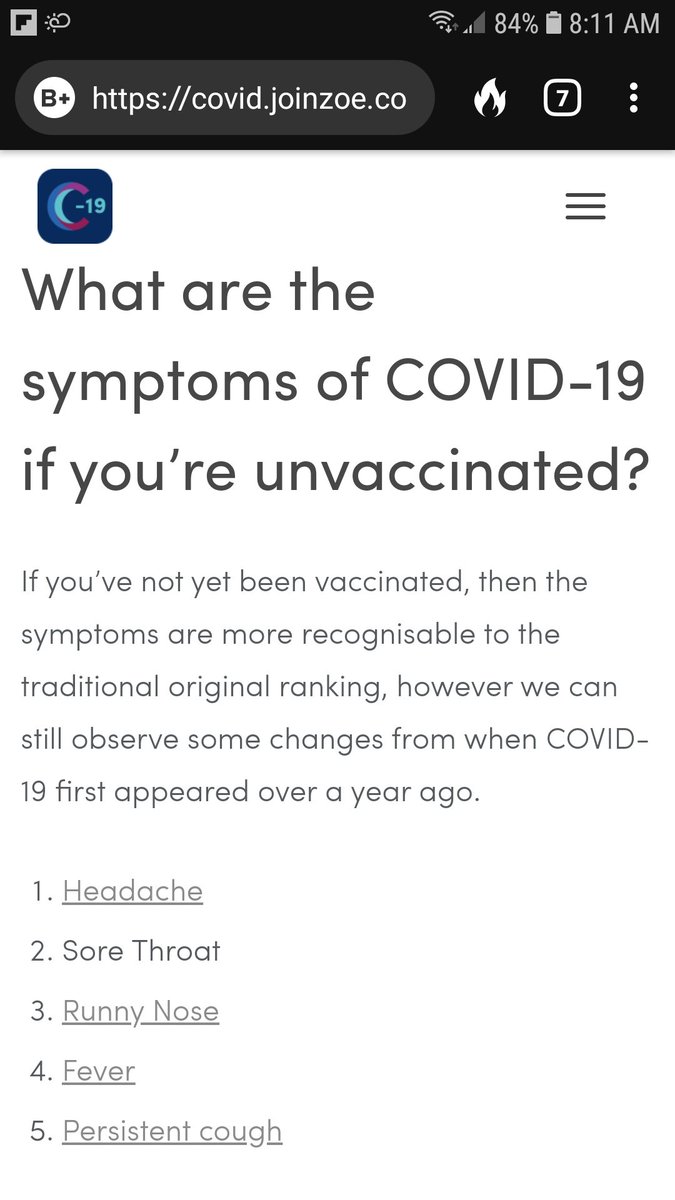 84% 8:11 AM
B+ https://covid.joinzoe.co 7
C-19
What are the
symptoms of COVID-19
if you’re unvaccinated?
If you’ve not yet been vaccinated, then the
symptoms are more recognisable to the
traditional original ranking, however we can
still observe some changes from when COVID-
19 first appeared over a year ago.
1. Headache
2. Sore Throat
3. Runny Nose
4. Fever
5. Persistent cough